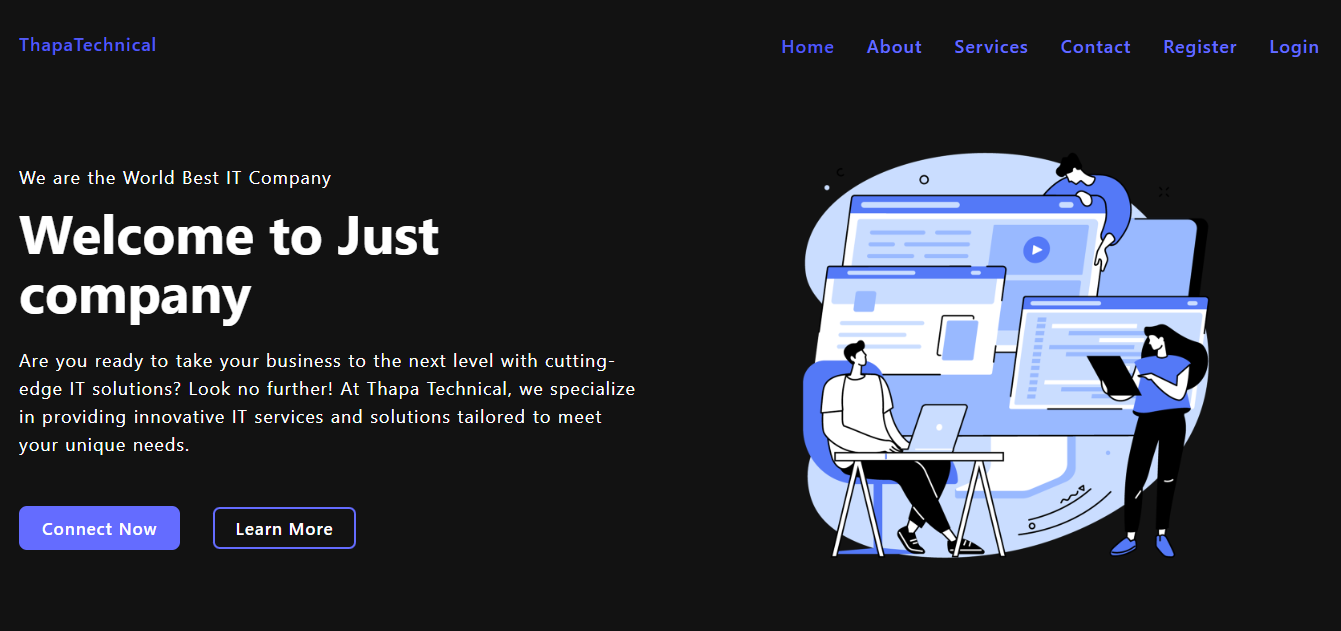 ThapaTechnical
Home About Services Contact Register Login
We are the World Best IT Company
Welcome to Just
company
Are you ready to take your business to the next level with cutting-
edge IT solutions? Look no further! At Thapa Technical, we specialize
in providing innovative IT services and solutions tailored to meet
your unique needs.
Connect Now Learn More